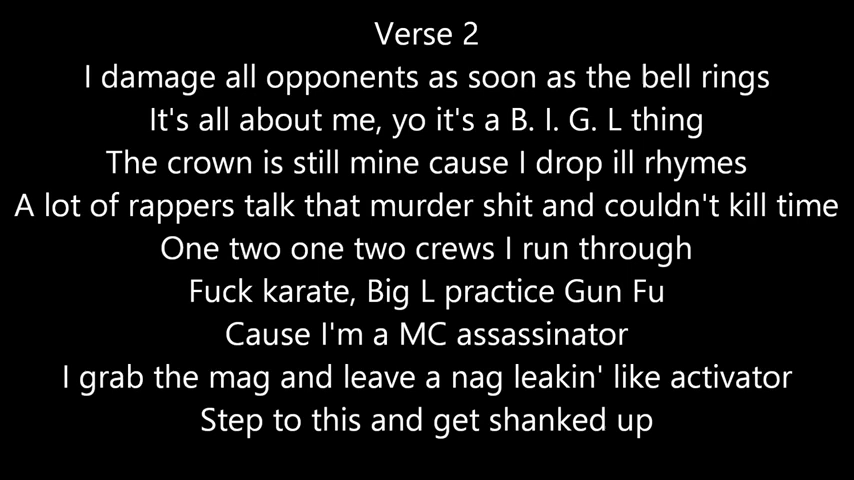 Verse 2
I damage all opponents as soon as the bell rings
It's all about me, yo it's a B. I. G. L thing
The crown is still mine cause I drop ill rhymes
A lot of rappers talk that murder shit and couldn't kill time
One two one two crews I run through
Fuck karate, Big L practice Gun Fu
Cause I'm a MC assassinator
I grab the mag and leave a nag leakin' like activator
Step to this and get shanked up